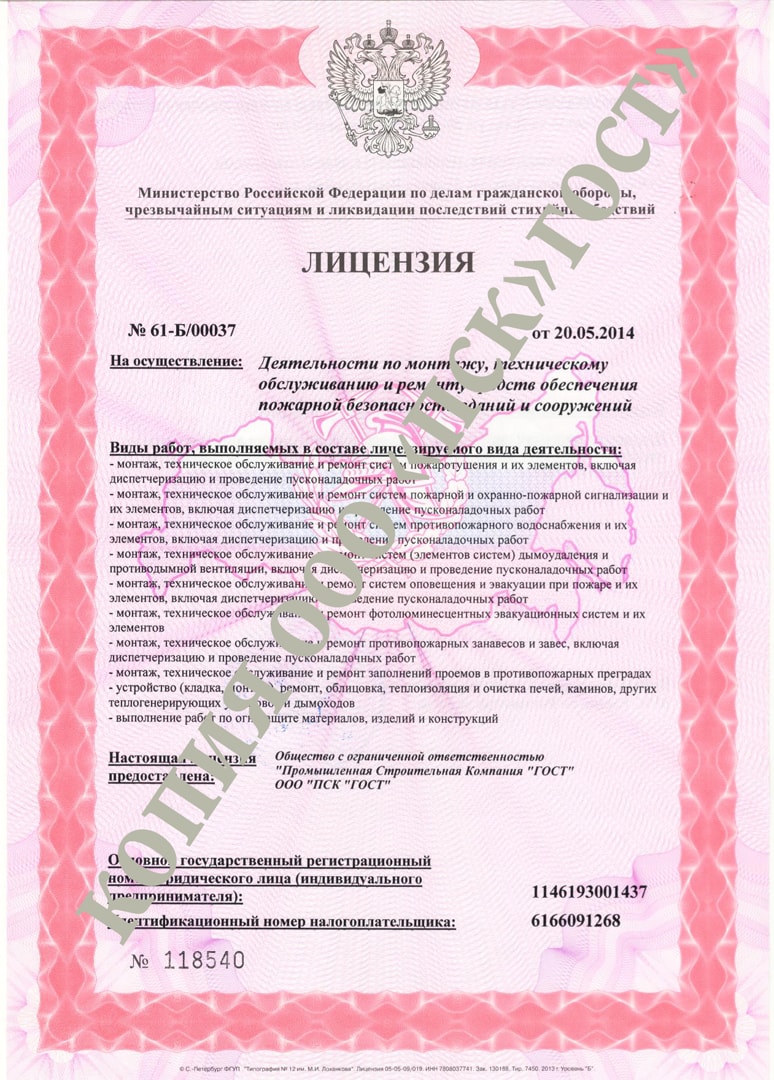 Министерство Российской Федерации по делам гражданской обороны,
чрезвычайным ситуациям и ликвидации последствий стихийных бедствий
ЛИЦЕНЗИЯ
№ 61-Б/00037 от 20.05.2014
На осуществление: Деятельности по монтажу, техническому
обслуживанию и ремонту средств обеспечения
пожарной безопасности зданий и сооружений
Виды работ, выполняемых в составе лицензируемого вида деятельности:
- монтаж, техническое обслуживание и ремонт систем пожаротушения и их элементов, включая
диспетчеризацию и проведение пусконаладочных работ
- монтаж, техническое обслуживание и ремонт систем пожарной и охранно-пожарной сигнализации и
их элементов, включая диспетчеризацию и проведение пусконаладочных работ
- монтаж, техническое обслуживание и ремонт систем противопожарного водоснабжения и их
элементов, включая диспетчеризацию и проведение пусконаладочных работ
- монтаж, техническое обслуживание и ремонт систем (элементов систем) дымоудаления и
противодымной вентиляции, включая диспетчеризацию и проведение пусконаладочных работ
- монтаж, техническое обслуживание и ремонт систем оповещения и эвакуации при пожаре и их
элементов, включая диспетчеризацию и проведение пусконаладочных работ
- монтаж, техническое обслуживание и ремонт фотолюминесцентных эвакуационных систем и их
элементов
- монтаж, техническое обслуживание и ремонт противопожарных занавесов и завес, включая
диспетчеризацию и проведение пусконаладочных работ
- монтаж, техническое обслуживание и ремонт заполнений проемов в противопожарных преградах
- устройство (кладка, монтаж), ремонт, облицовка, теплоизоляция и очистка печей, каминов, других
теплогенерирующих установок и дымоходов
- выполнение работ по огнезащите материалов, изделий и конструкций
Настоящая лицензия
предоставлена:
Общество с ограниченной ответственностью
"Промышленная Строительная Компания "ГОСТ"
ООО "ПСК "ГОСТ"
Основной государственный регистрационный
номер юридического лица (индивидуального
предпринимателя): 1146193001437
Идентификационный номер налогоплательщика: 6166091268
№ 118540
© С.-Петербург ФГУП "Типография № 12 им. М.И. Лоханкова" Лицензия 05-05-09/019. ИНН 7808037741 Зак. 130188. Тир. 7450. 2013 г. Уровень "Б".
КОПИЯ ООО «ПСК»ГОСТ»